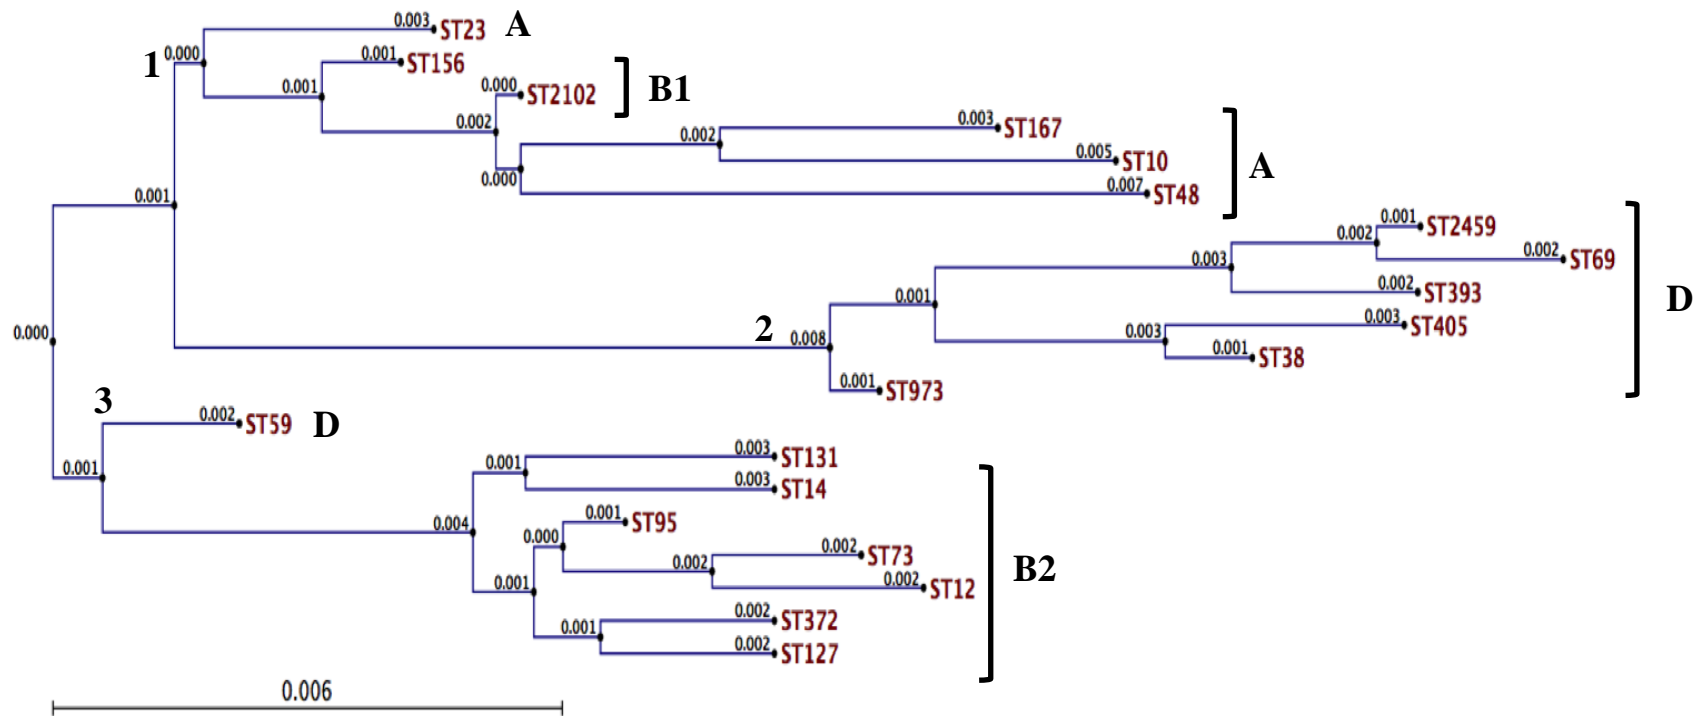 0.003 ST23 A
1 0.000
0.001 ST156
0.001
0.000 ST2102 B1
0.002
0.003 ST167
0.002
0.005 ST10 A
0.000
0.007 ST48
0.001
0.001 ST2459
0.002
0.002 ST69
0.003
0.002 ST393 D
0.001
0.003 ST405
0.003
0.001 ST38
2 0.008
0.000
0.001 ST973
3
0.002 ST59 D
0.001
0.003 ST131
0.001
0.003 ST14
0.004
0.001 ST95
0.000
0.002 ST73
0.002
0.002 ST12 B2
0.001
0.002 ST372
0.001
0.002 ST127
0.006